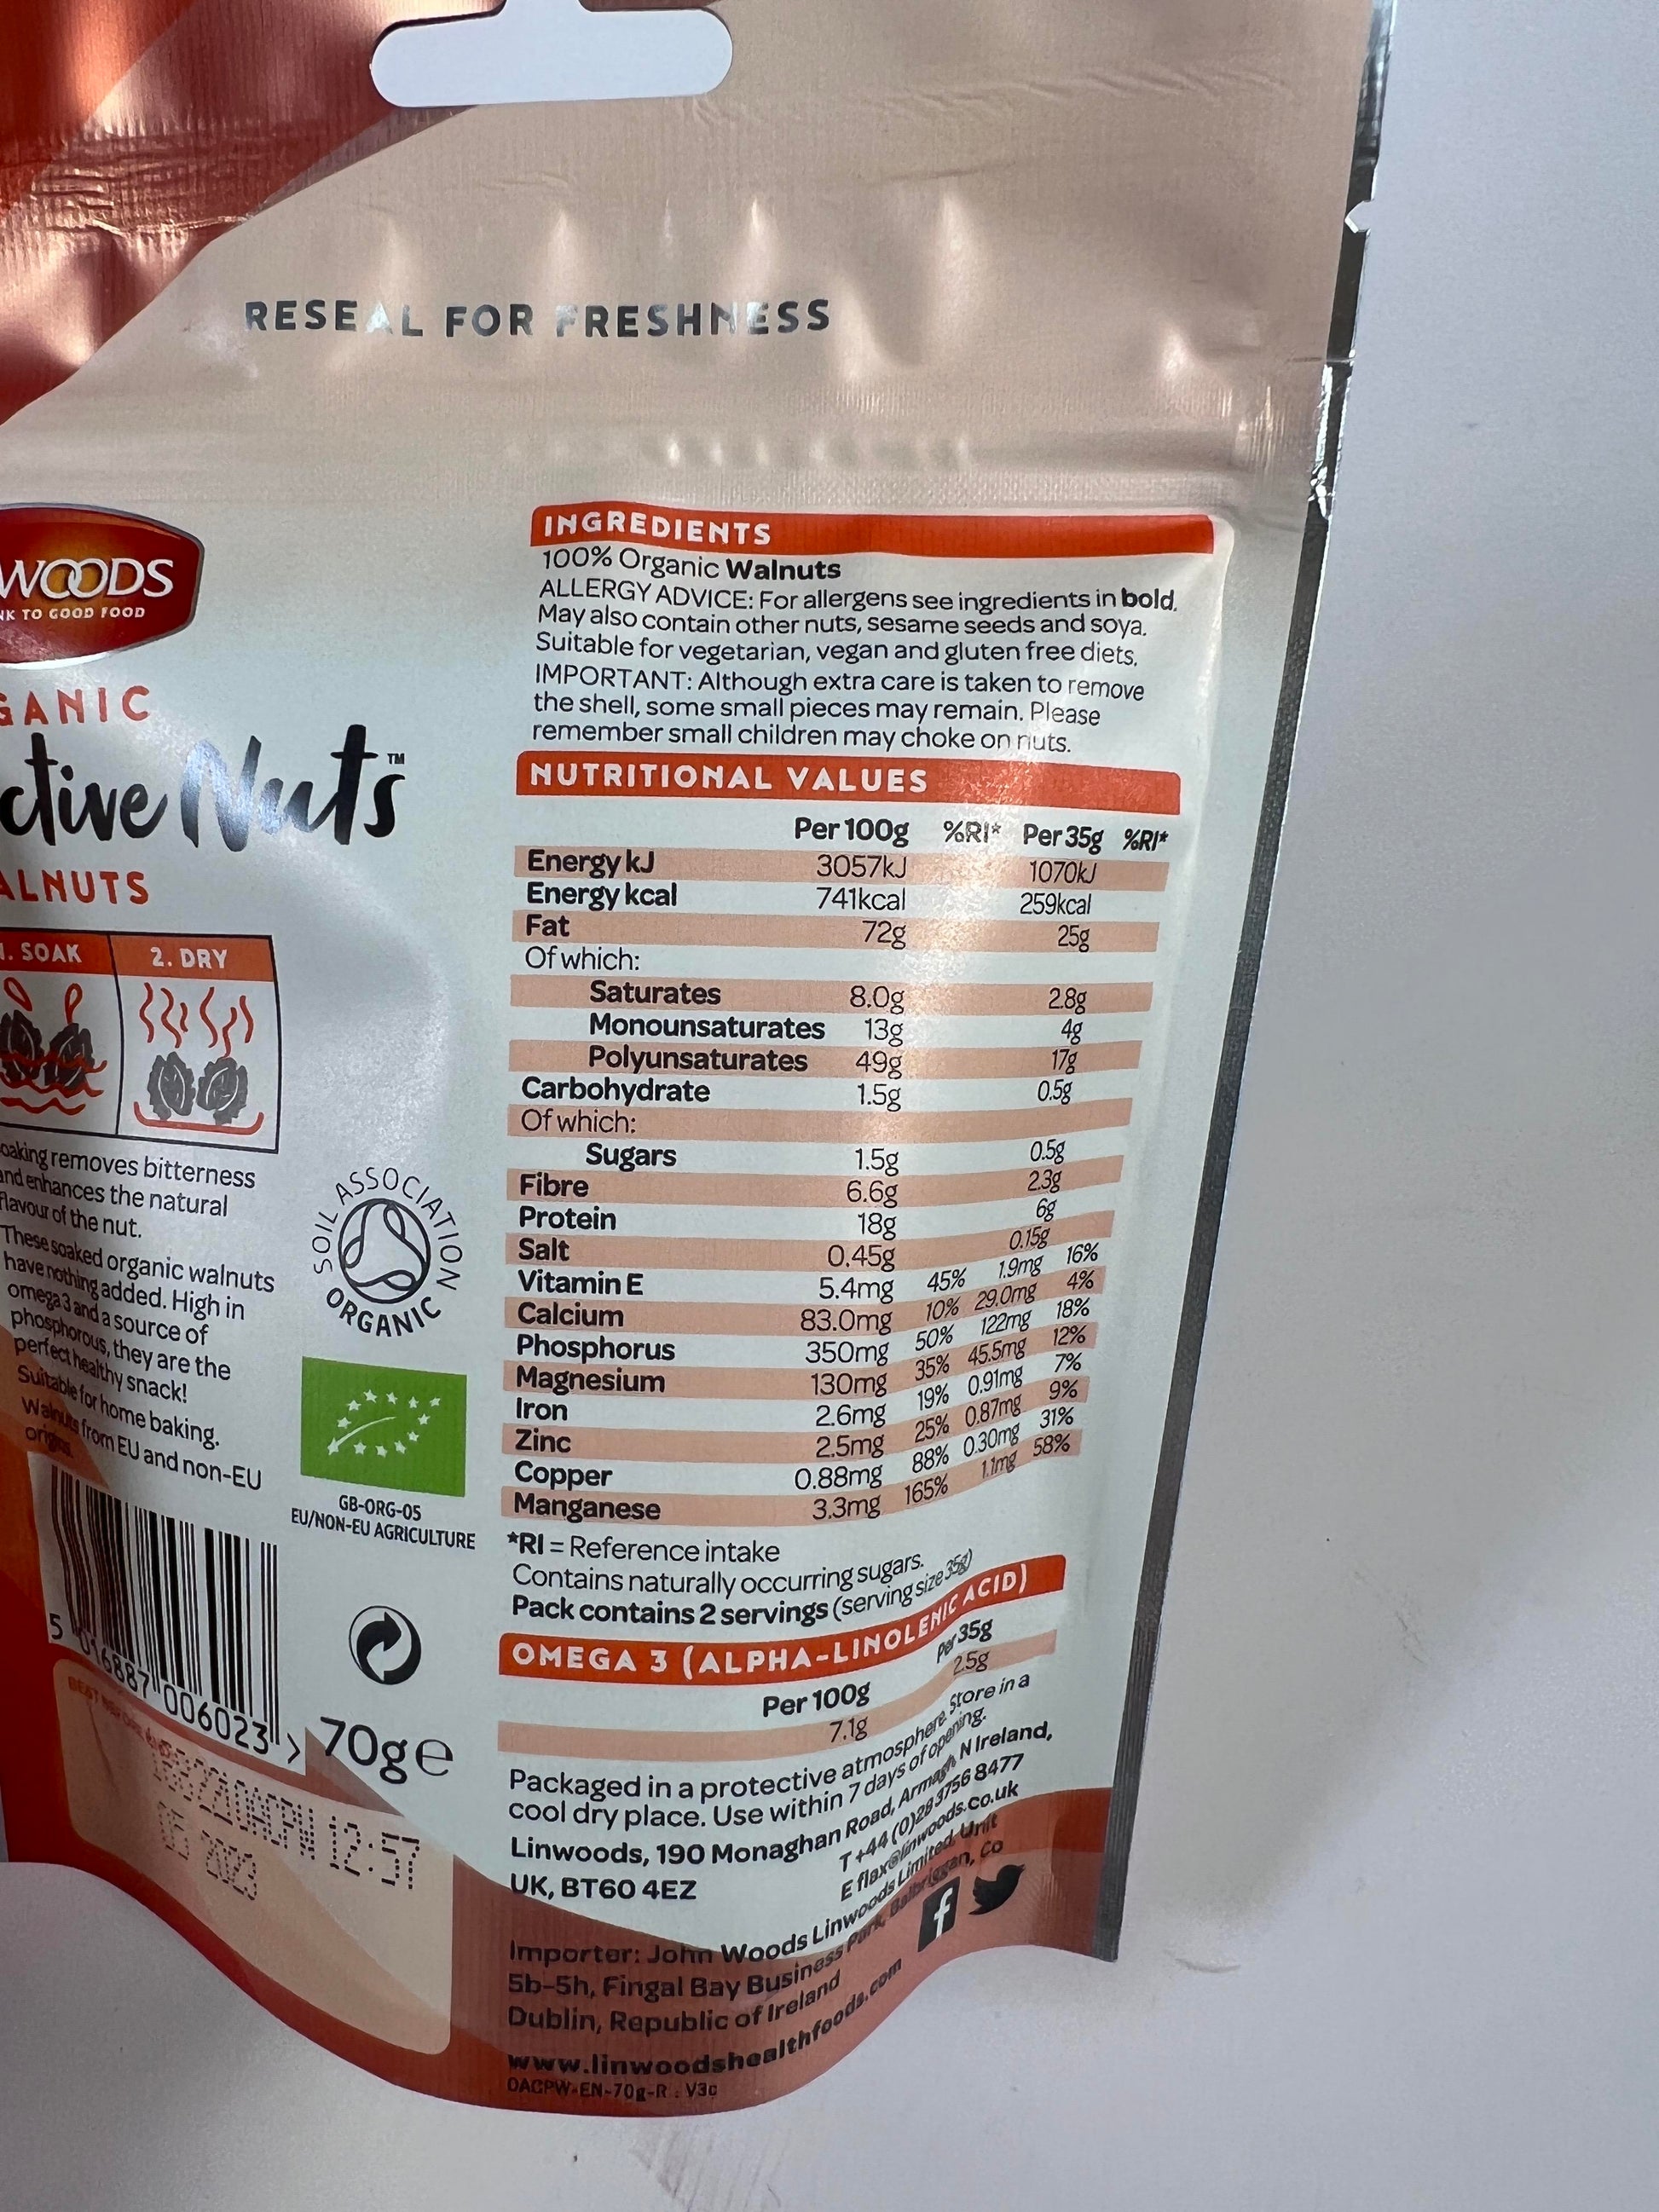 RESEAL FOR FRESHNESS
WOODS
NK TO GOOD FOOD
GANIC
ctive Nuts™
ALNUTS
1. SOAK
2. DRY
oaking removes bitterness
and enhances the natural
flavour of the nut.
These soaked organic walnuts
have nothing added. High in
omega 3 and a source of
phosphorous, they are the
perfect healthy snack!
Suitable for home baking.
Walnuts from EU and non-EU
origins.
SOIL ASSOCIATION
ORGANIC
GB-ORG-05
EU/NON-EU AGRICULTURE
5 016887 006023 >
70g e
BEST BEFORE
12:57
2023
INGREDIENTS
100% Organic Walnuts
ALLERGY ADVICE: For allergens see ingredients in bold.
May also contain other nuts, sesame seeds and soya.
Suitable for vegetarian, vegan and gluten free diets.
IMPORTANT: Although extra care is taken to remove
the shell, some small pieces may remain. Please
remember small children may choke on nuts.
NUTRITIONAL VALUES
Per 100g %RI* Per 35g %RI*
Energy kJ 3057kJ 1070kJ
Energy kcal 741kcal 259kcal
Fat 72g 25g
Of which:
Saturates 8.0g 2.8g
Monounsaturates 13g 4g
Polyunsaturates 49g 17g
Carbohydrate 1.5g 0.5g
Of which:
Sugars 1.5g 0.5g
Fibre 6.6g 2.3g
Protein 18g 6g
Salt 0.45g 0.15g
Vitamin E 5.4mg 45% 1.9mg 16%
Calcium 83.0mg 10% 29.0mg 4%
Phosphorus 350mg 50% 122mg 18%
Magnesium 130mg 35% 45.5mg 12%
Iron 2.6mg 19% 0.91mg 7%
Zinc 2.5mg 25% 0.87mg 9%
Copper 0.88mg 88% 0.30mg 31%
Manganese 3.3mg 165% 1.1mg 58%
*RI = Reference intake
Contains naturally occurring sugars.
Pack contains 2 servings (serving size 35g)
OMEGA 3 (ALPHA-LINOLENIC ACID)
Per 100g Per 35g
7.1g 2.5g
Packaged in a protective atmosphere. Store in a
cool dry place. Use within 7 days of opening.
Linwoods, 190 Monaghan Road, Armagh, N Ireland,
UK, BT60 4EZ
T +44 (0)28 3756 8477
E flax@linwoods.co.uk
Importer: John Woods Linwoods Limited, Unit
5b-5h, Fingal Bay Business Park, Balbriggan, Co
Dublin, Republic of Ireland
www.linwoodshealthfoods.com
OACPW-EN-70g-R : V3c